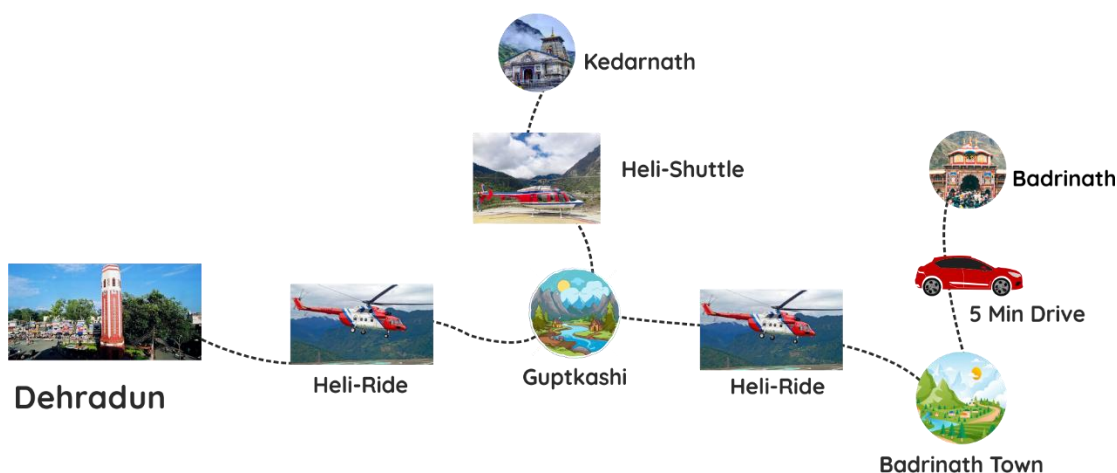 Kedarnath
Heli-Shuttle
Badrinath
5 Min Drive
Dehradun
Heli-Ride
Guptkashi
Heli-Ride
Badrinath Town